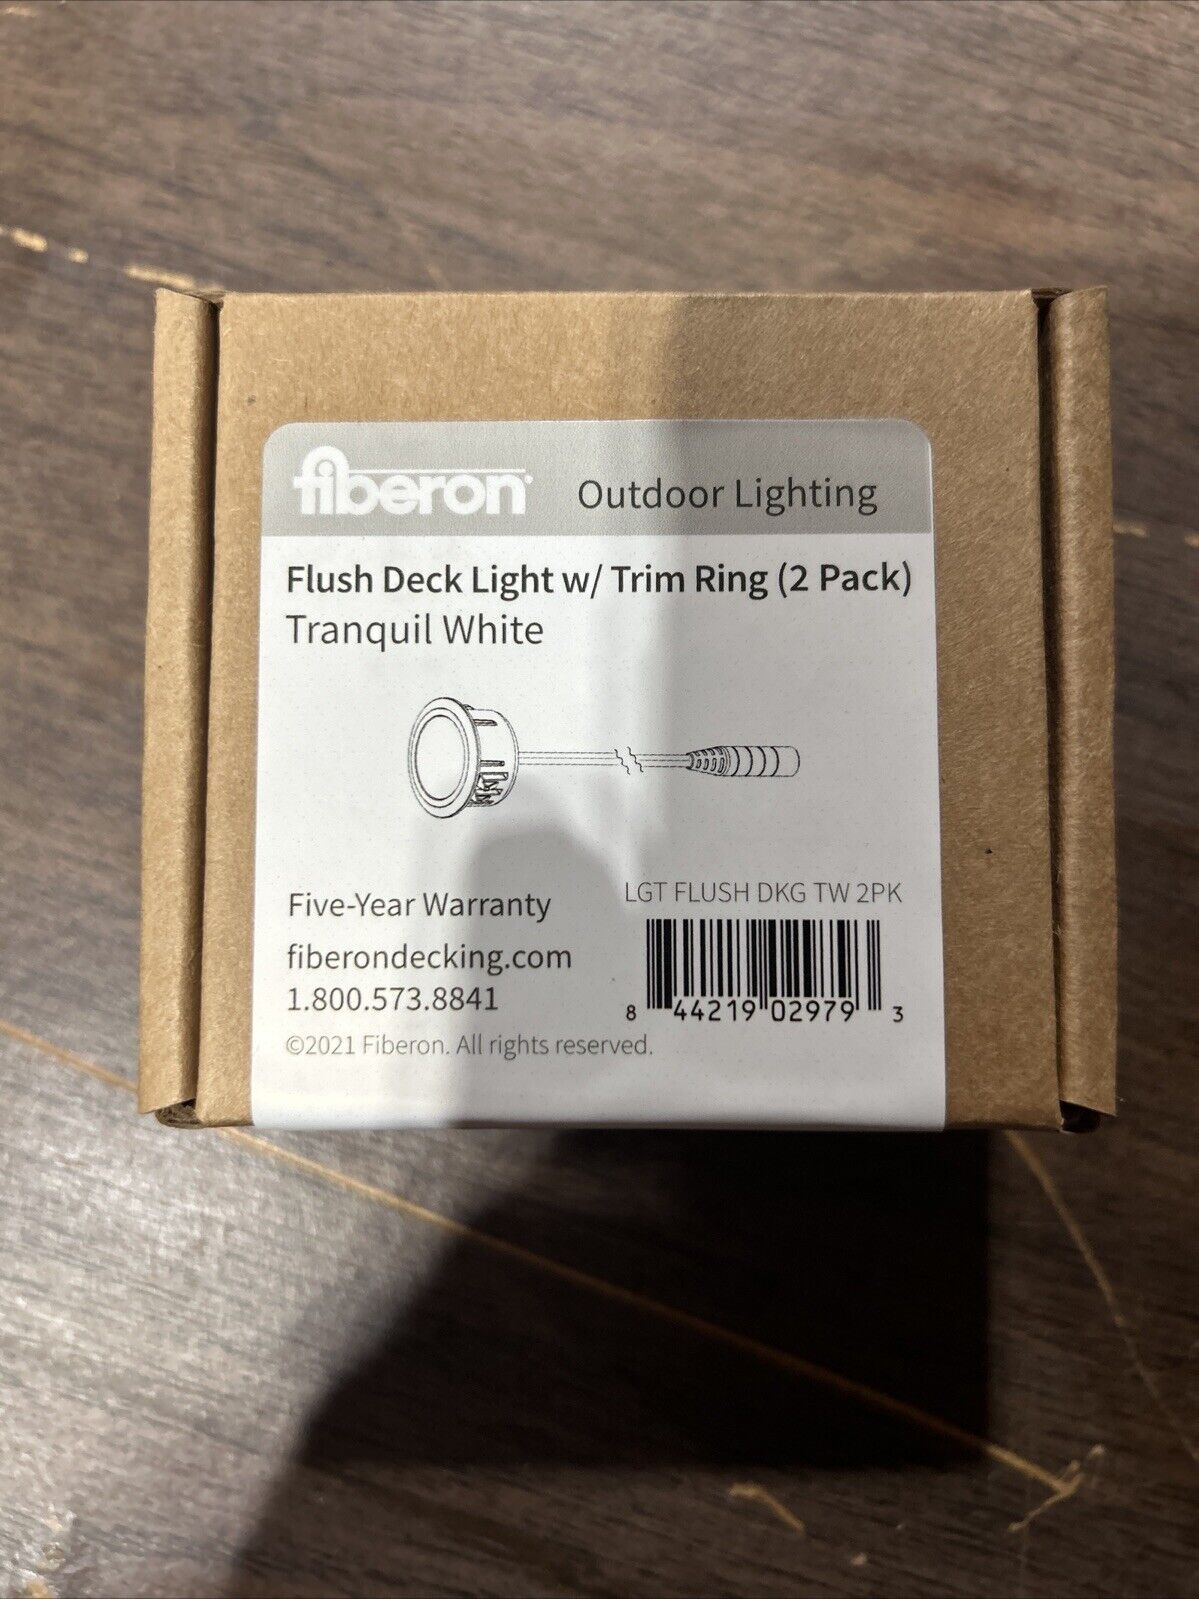 fiberon Outdoor Lighting
Flush Deck Light w/ Trim Ring (2 Pack)
Tranquil White
Five-Year Warranty
fiberondecking.com
1.800.573.8841
©2021 Fiberon. All rights reserved.
LGT FLUSH DKG TW 2PK
8 44219 02979 3